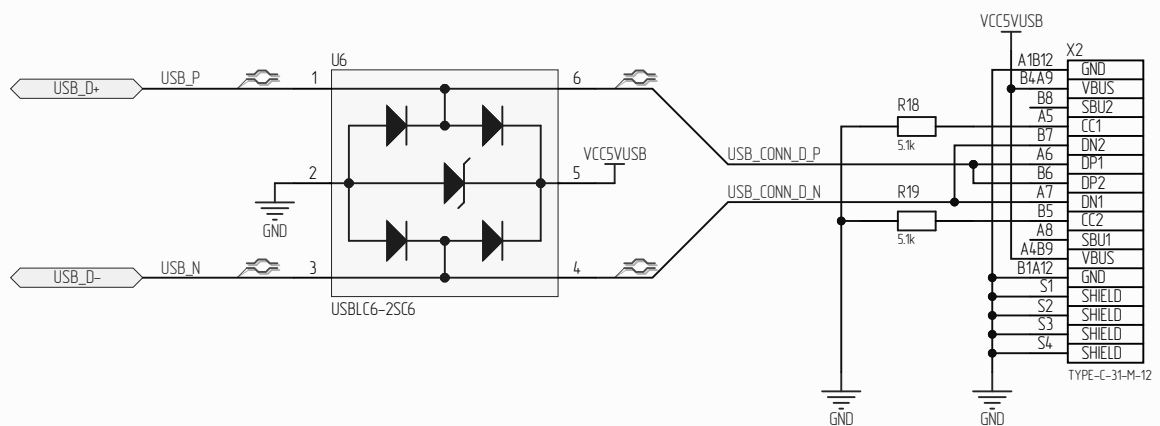 VCC5VUSB
U6
X2
USB_D+
USB_P
1
6
A1B12
GND
B4A9
VBUS
B8
SBU2
R18
A5
CC1
5.1k
B7
DN2
VCC5VUSB
USB_CONN_D_P
A6
DP1
2
5
B6
DP2
USB_CONN_D_N
R19
A7
DN1
GND
B5
CC2
5.1k
A8
SBU1
A4B9
VBUS
USB_D-
USB_N
3
4
B1A12
GND
S1
SHIELD
USBLC6-2SC6
S2
SHIELD
S3
SHIELD
S4
SHIELD
TYPE-C-31-M-12
GND
GND